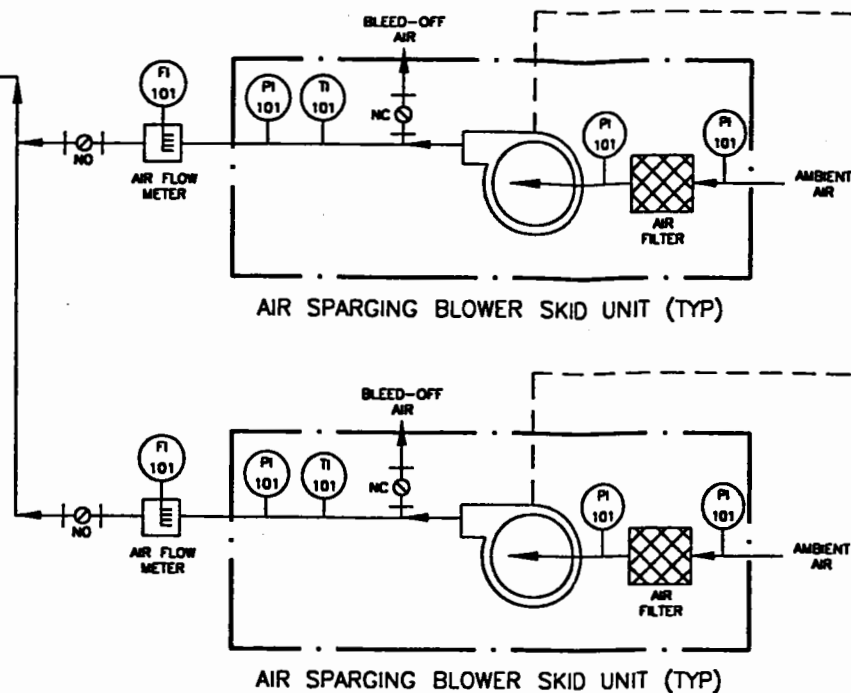 BLEED-OFF
AIR
FI
101
PI
101
TI
101
NC
PI
101
PI
101
NO
AIR FLOW
METER
AMBIENT
AIR
AIR
FILTER
AIR SPARGING BLOWER SKID UNIT (TYP)
BLEED-OFF
AIR
FI
101
PI
101
TI
101
NC
PI
101
PI
101
NO
AIR FLOW
METER
AMBIENT
AIR
AIR
FILTER
AIR SPARGING BLOWER SKID UNIT (TYP)